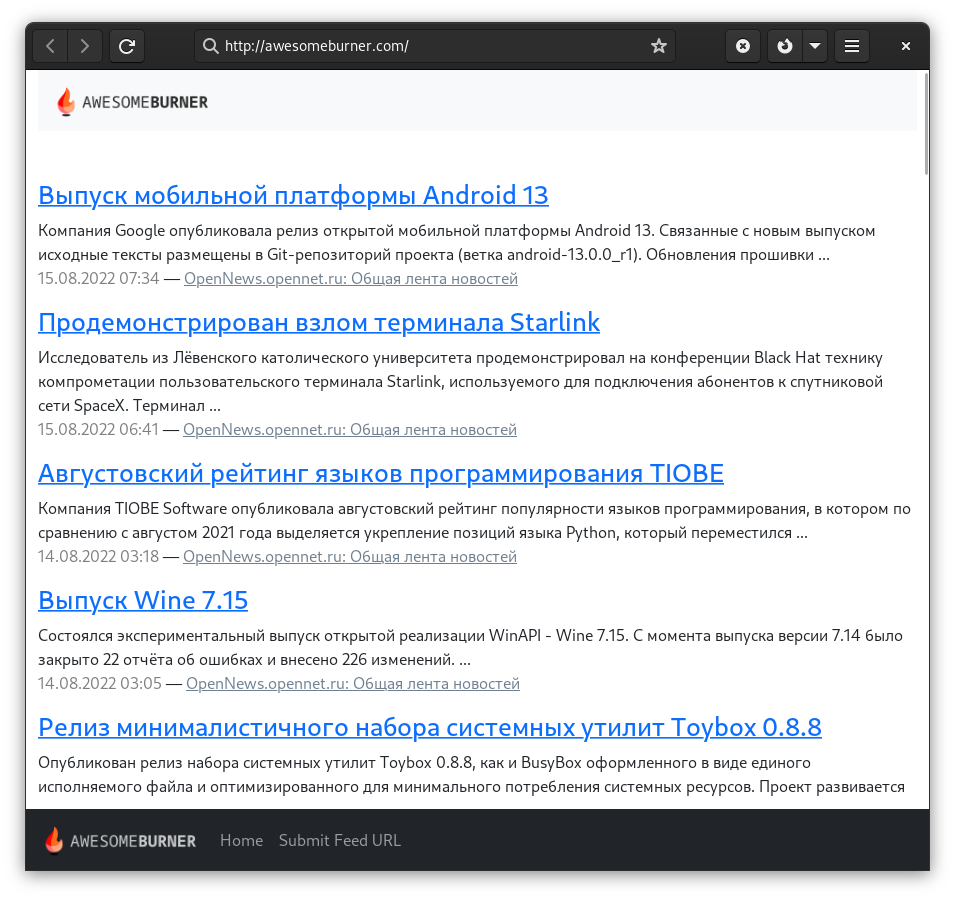 http://awesomeburner.com/
AWESOMEBURNER
Выпуск мобильной платформы Android 13
Компания Google опубликовала релиз открытой мобильной платформы Android 13. Связанные с новым выпуском
исходные тексты размещены в Git-репозиторий проекта (ветка android-13.0.0_r1). Обновления прошивки ...
15.08.2022 07:34 — OpenNews.opennet.ru: Общая лента новостей
Продемонстрирован взлом терминала Starlink
Исследователь из Лёвенского католического университета продемонстрировал на конференции Black Hat технику
компрометации пользовательского терминала Starlink, используемого для подключения абонентов к спутниковой
сети SpaceX. Терминал ...
15.08.2022 06:41 — OpenNews.opennet.ru: Общая лента новостей
Августовский рейтинг языков программирования TIOBE
Компания TIOBE Software опубликовала августовский рейтинг популярности языков программирования, в котором по
сравнению с августом 2021 года выделяется укрепление позиций языка Python, который переместился ...
14.08.2022 03:18 — OpenNews.opennet.ru: Общая лента новостей
Выпуск Wine 7.15
Состоялся экспериментальный выпуск открытой реализации WinAPI - Wine 7.15. С момента выпуска версии 7.14 было
закрыто 22 отчёта об ошибках и внесено 226 изменений. ...
14.08.2022 03:05 — OpenNews.opennet.ru: Общая лента новостей
Релиз минималистичного набора системных утилит Toybox 0.8.8
Опубликован релиз набора системных утилит Toybox 0.8.8, как и BusyBox оформленного в виде единого
исполняемого файла и оптимизированного для минимального потребления системных ресурсов. Проект развивается
AWESOMEBURNER Home Submit Feed URL